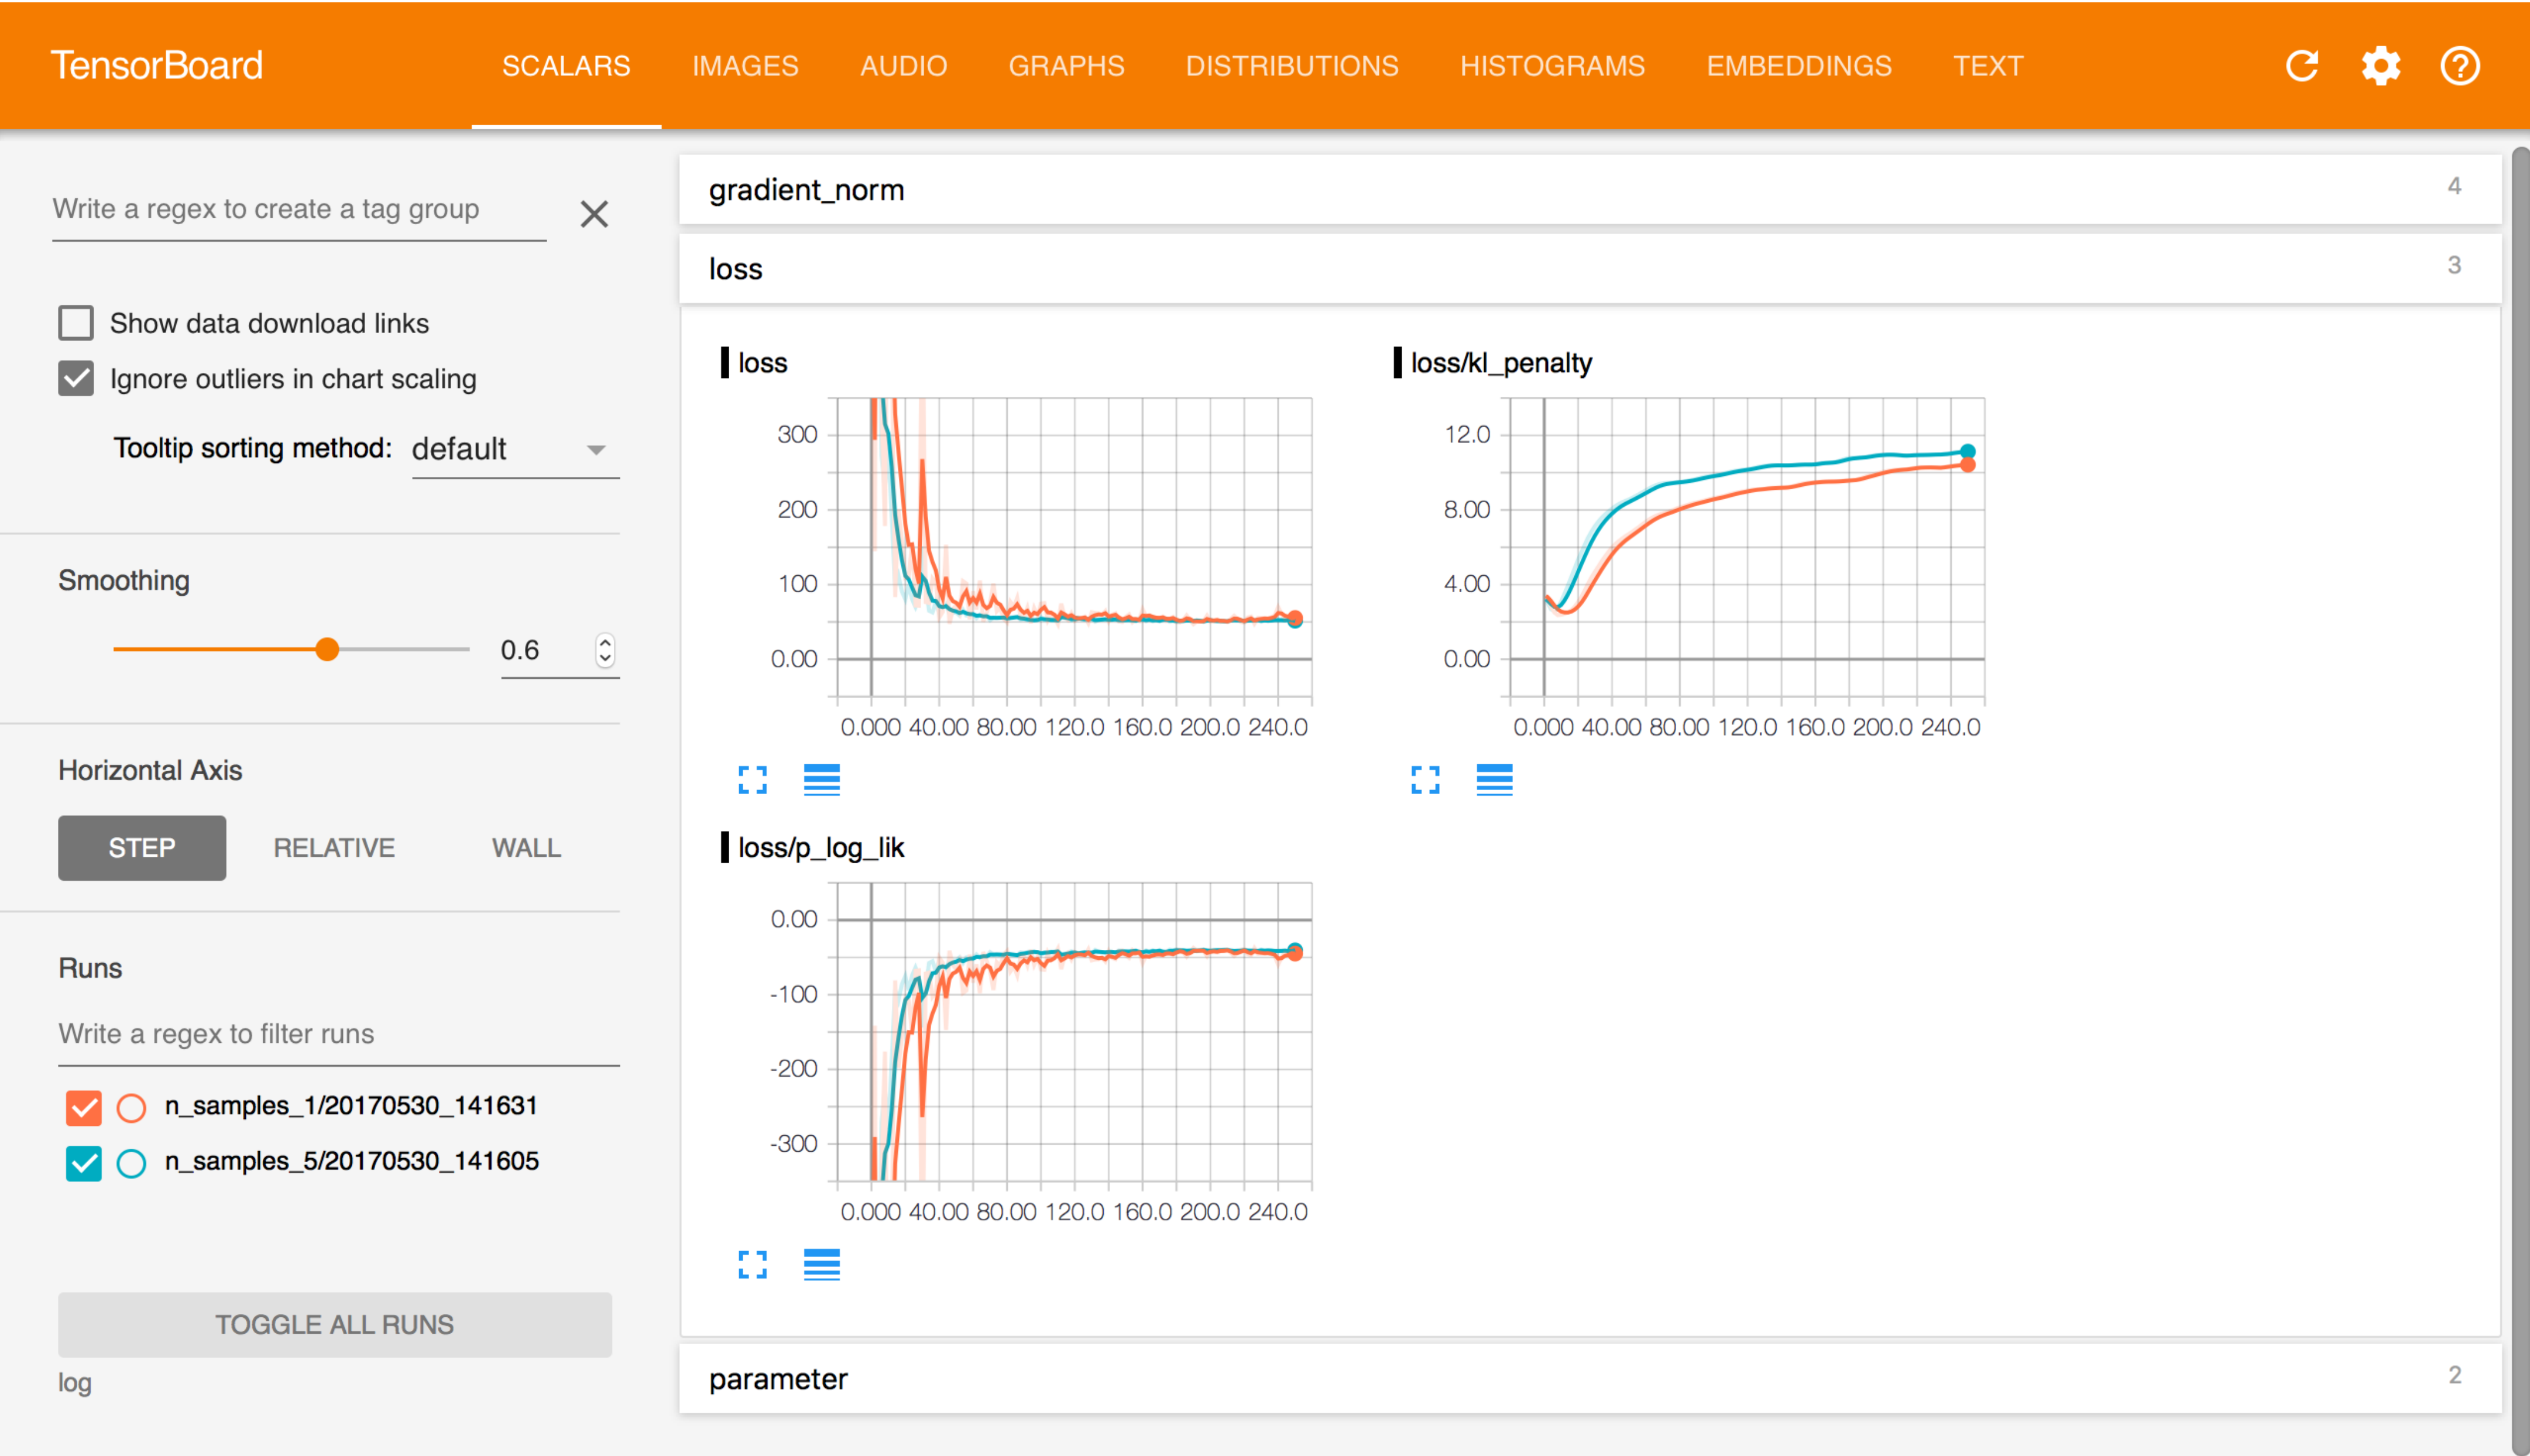 TensorBoard SCALARS IMAGES AUDIO GRAPHS DISTRIBUTIONS HISTOGRAMS EMBEDDINGS TEXT
Write a regex to create a tag group
Show data download links
Ignore outliers in chart scaling
Tooltip sorting method: default
Smoothing
0.6
Horizontal Axis
STEP RELATIVE WALL
Runs
Write a regex to filter runs
n_samples_1/20170530_141631
n_samples_5/20170530_141605
TOGGLE ALL RUNS
log
gradient_norm 4
loss 3
loss
300
200
100
0.00
0.000 40.00 80.00 120.0 160.0 200.0 240.0
loss/kl_penalty
12.0
8.00
4.00
0.00
0.000 40.00 80.00 120.0 160.0 200.0 240.0
loss/p_log_lik
0.00
-100
-200
-300
0.000 40.00 80.00 120.0 160.0 200.0 240.0
parameter 2